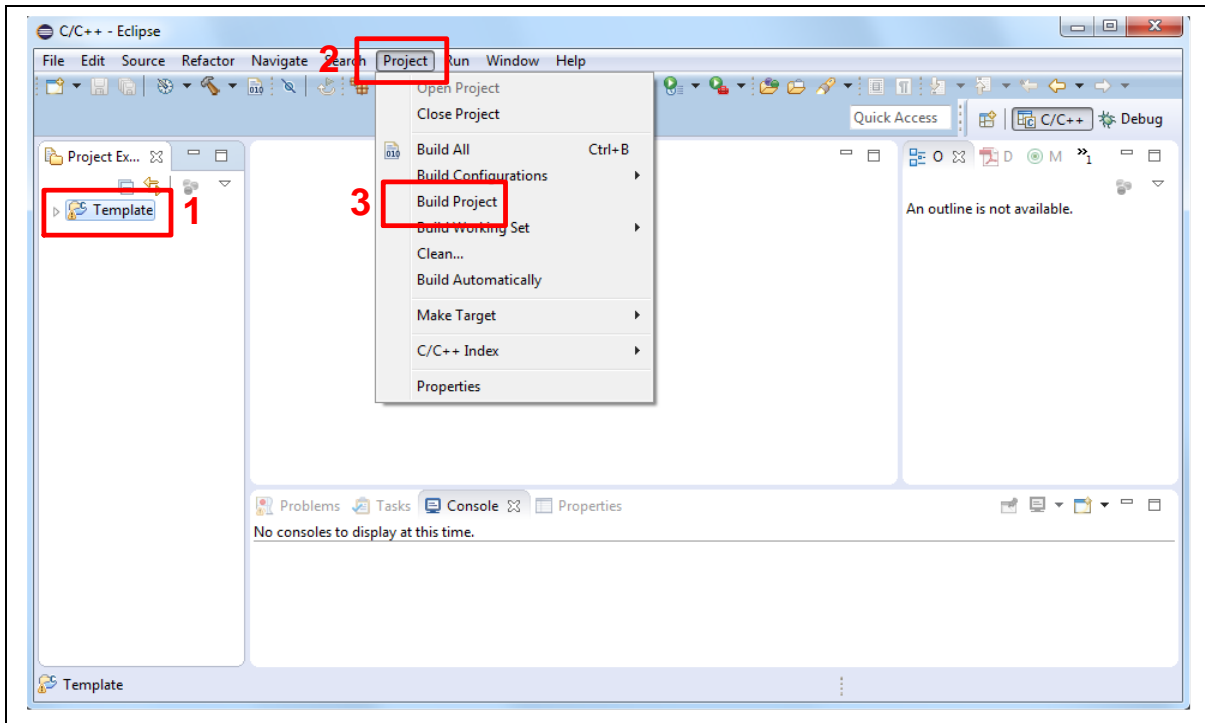 C/C++ - Eclipse
File Edit Source Refactor Navigate Search Project Run Window Help
2
Quick Access
C/C++
Debug
Project Ex...
Template
1
Open Project
Close Project
Build All Ctrl+B
Build Configurations
Build Project
3
Build Working Set
Clean...
Build Automatically
Make Target
C/C++ Index
Properties
O D M »1
An outline is not available.
Problems Tasks Console Properties
No consoles to display at this time.
Template